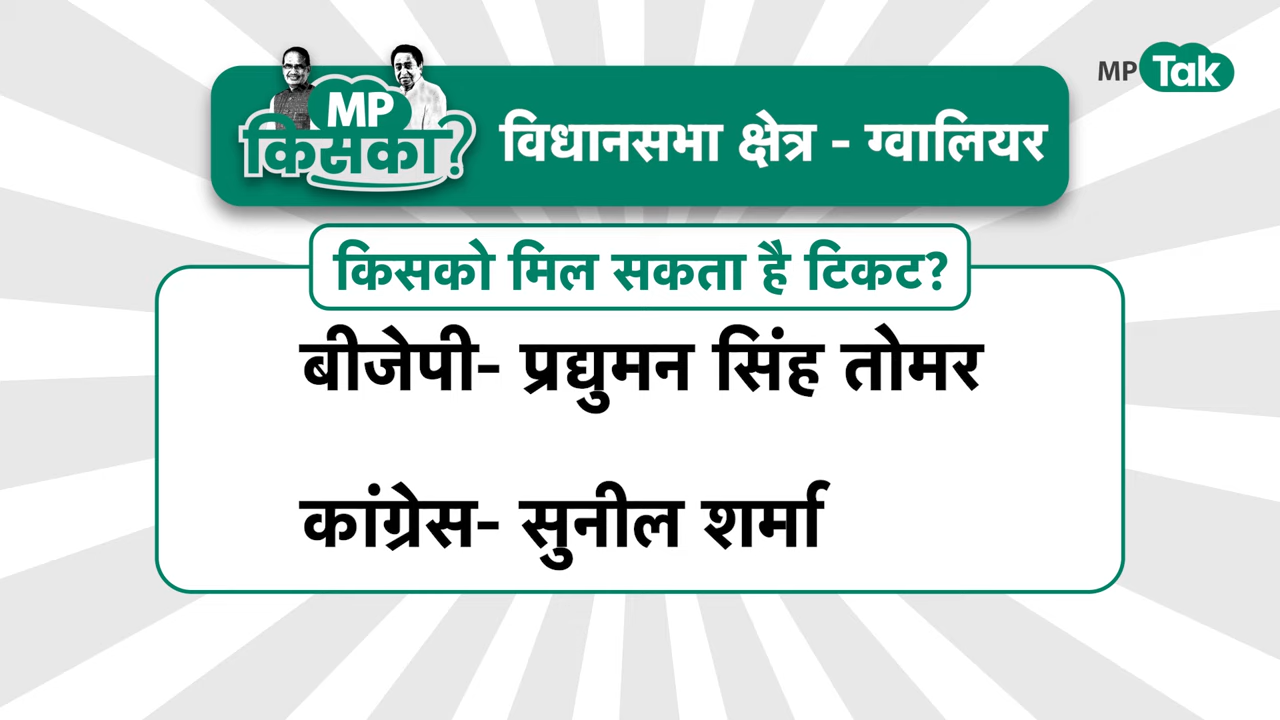 MP
किसका?
विधानसभा क्षेत्र - ग्वालियर
MP Tak
किसको मिल सकता है टिकट?
बीजेपी- प्रद्युमन सिंह तोमर
कांग्रेस- सुनील शर्मा